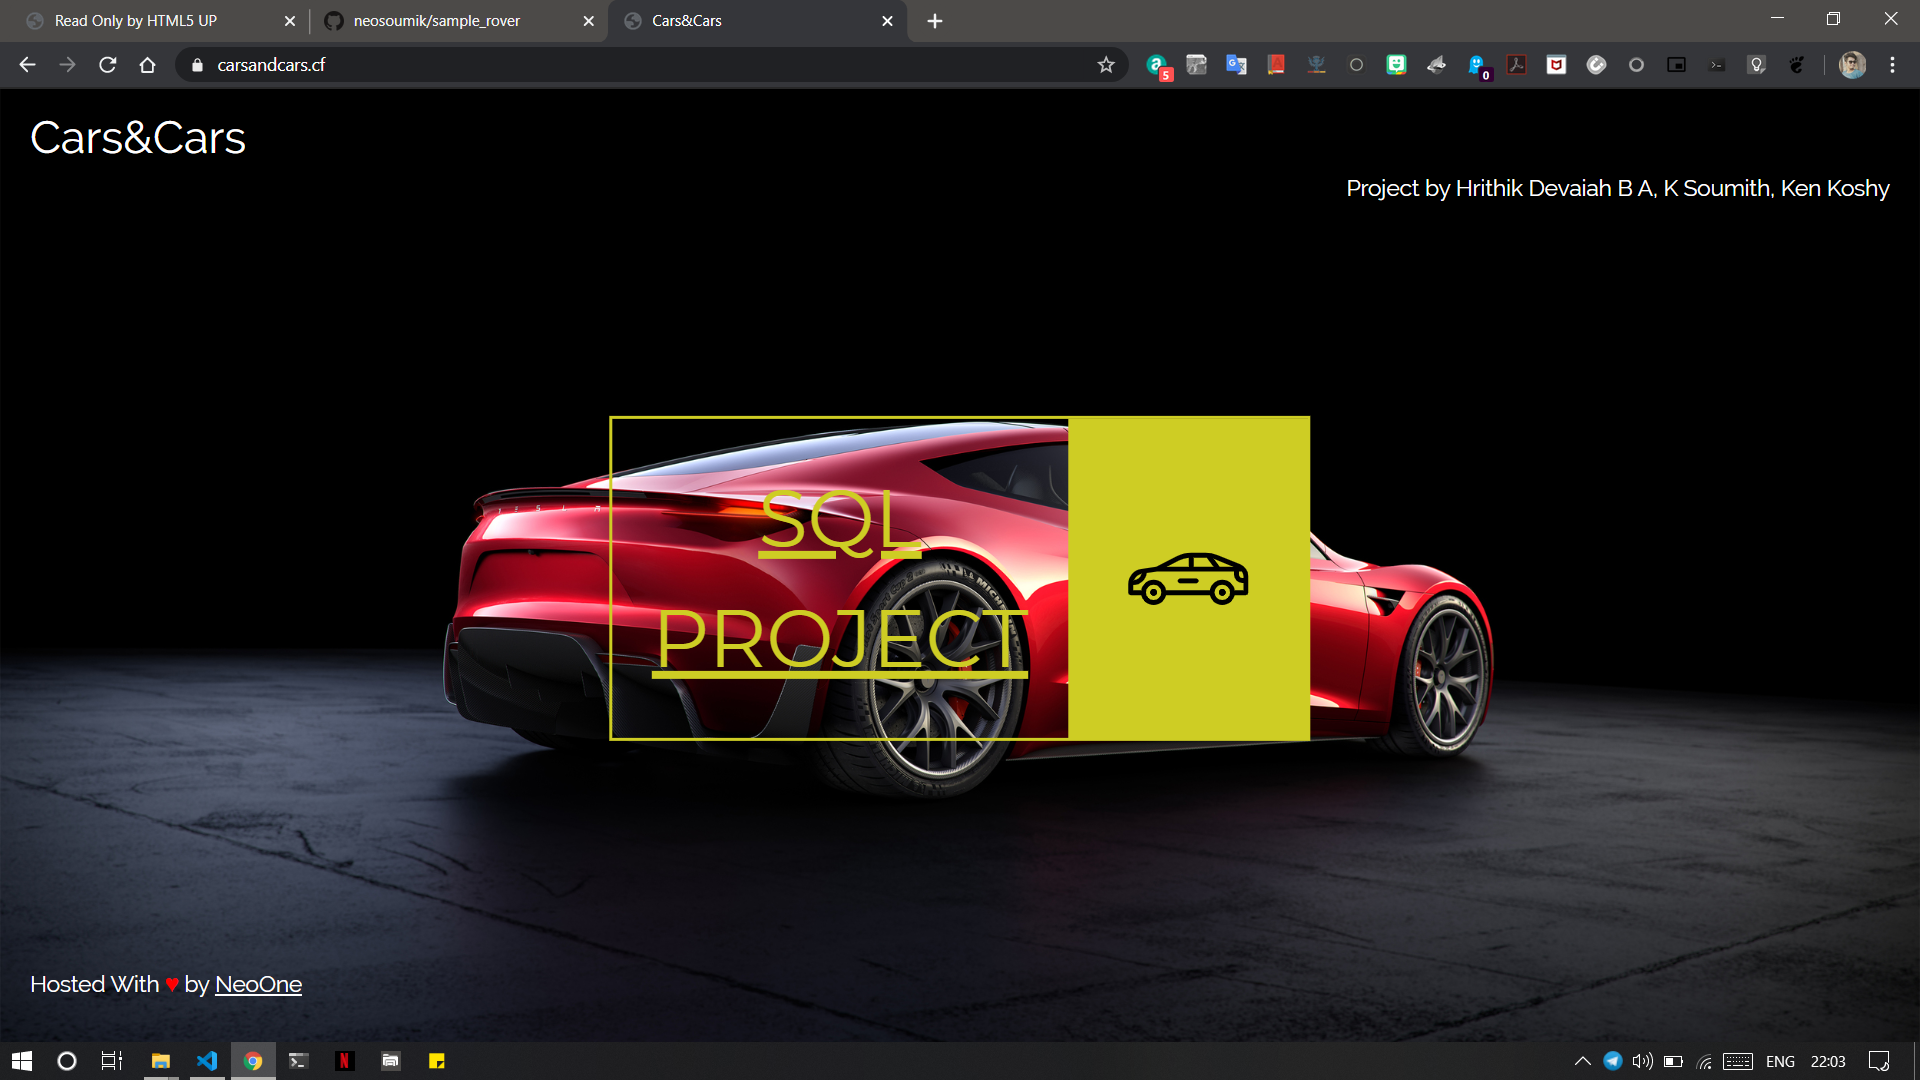 Read Only by HTML5 UP
neosoumik/sample_rover
Cars&Cars
carsandcars.cf
5
0
Cars&Cars
Project by Hrithik Devaiah B A, K Soumith, Ken Koshy
T E S L A
SQL
PROJECT
Hosted With ♥ by NeoOne
ENG
22:03